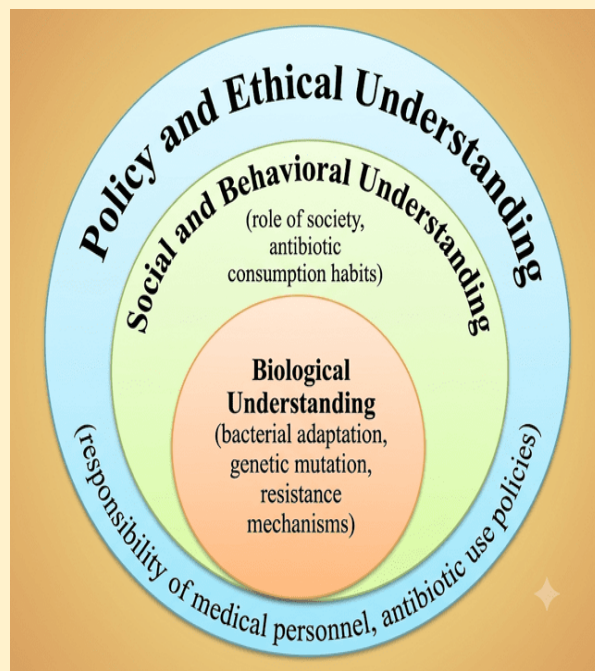 Policy and Ethical Understanding
Social and Behavioral Understanding
(role of society,
antibiotic
consumption habits)
Biological
Understanding
(bacterial adaptation,
genetic mutation,
resistance
mechanisms)
(responsibility of medical personnel, antibiotic use policies)